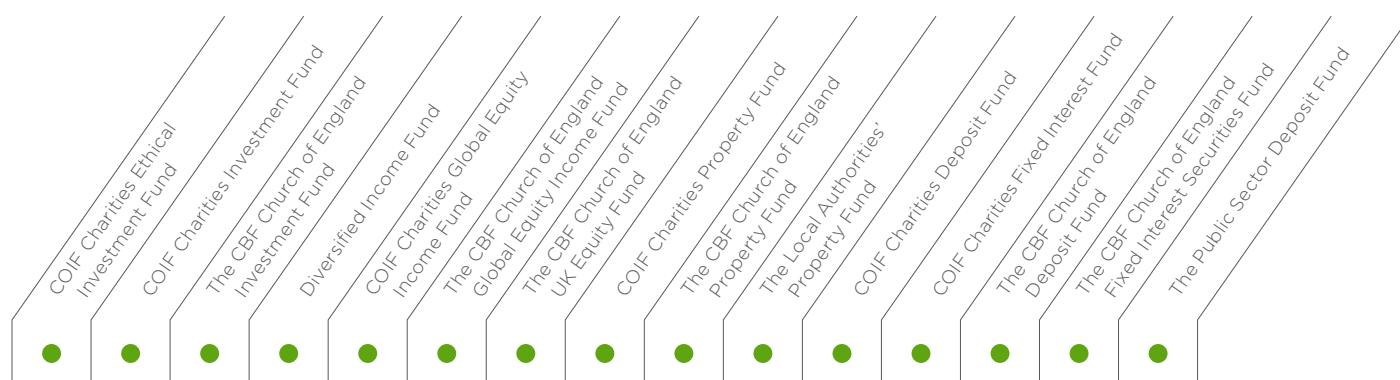 COIF Charities Ethical
Investment Fund
COIF Charities Investment Fund
The CBF Church of England
Investment Fund
Diversified Income Fund
COIF Charities Global Equity
Income Fund
The CBF Church of England
Global Equity Income Fund
The CBF Church of England
UK Equity Fund
COIF Charities Property Fund
The CBF Church of England
Property Fund
The Local Authorities'
Property Fund
COIF Charities Deposit Fund
COIF Charities Fixed Interest Fund
The CBF Church of England
Deposit Fund
The CBF Church of England
Fixed Interest Securities Fund
The Public Sector Deposit Fund